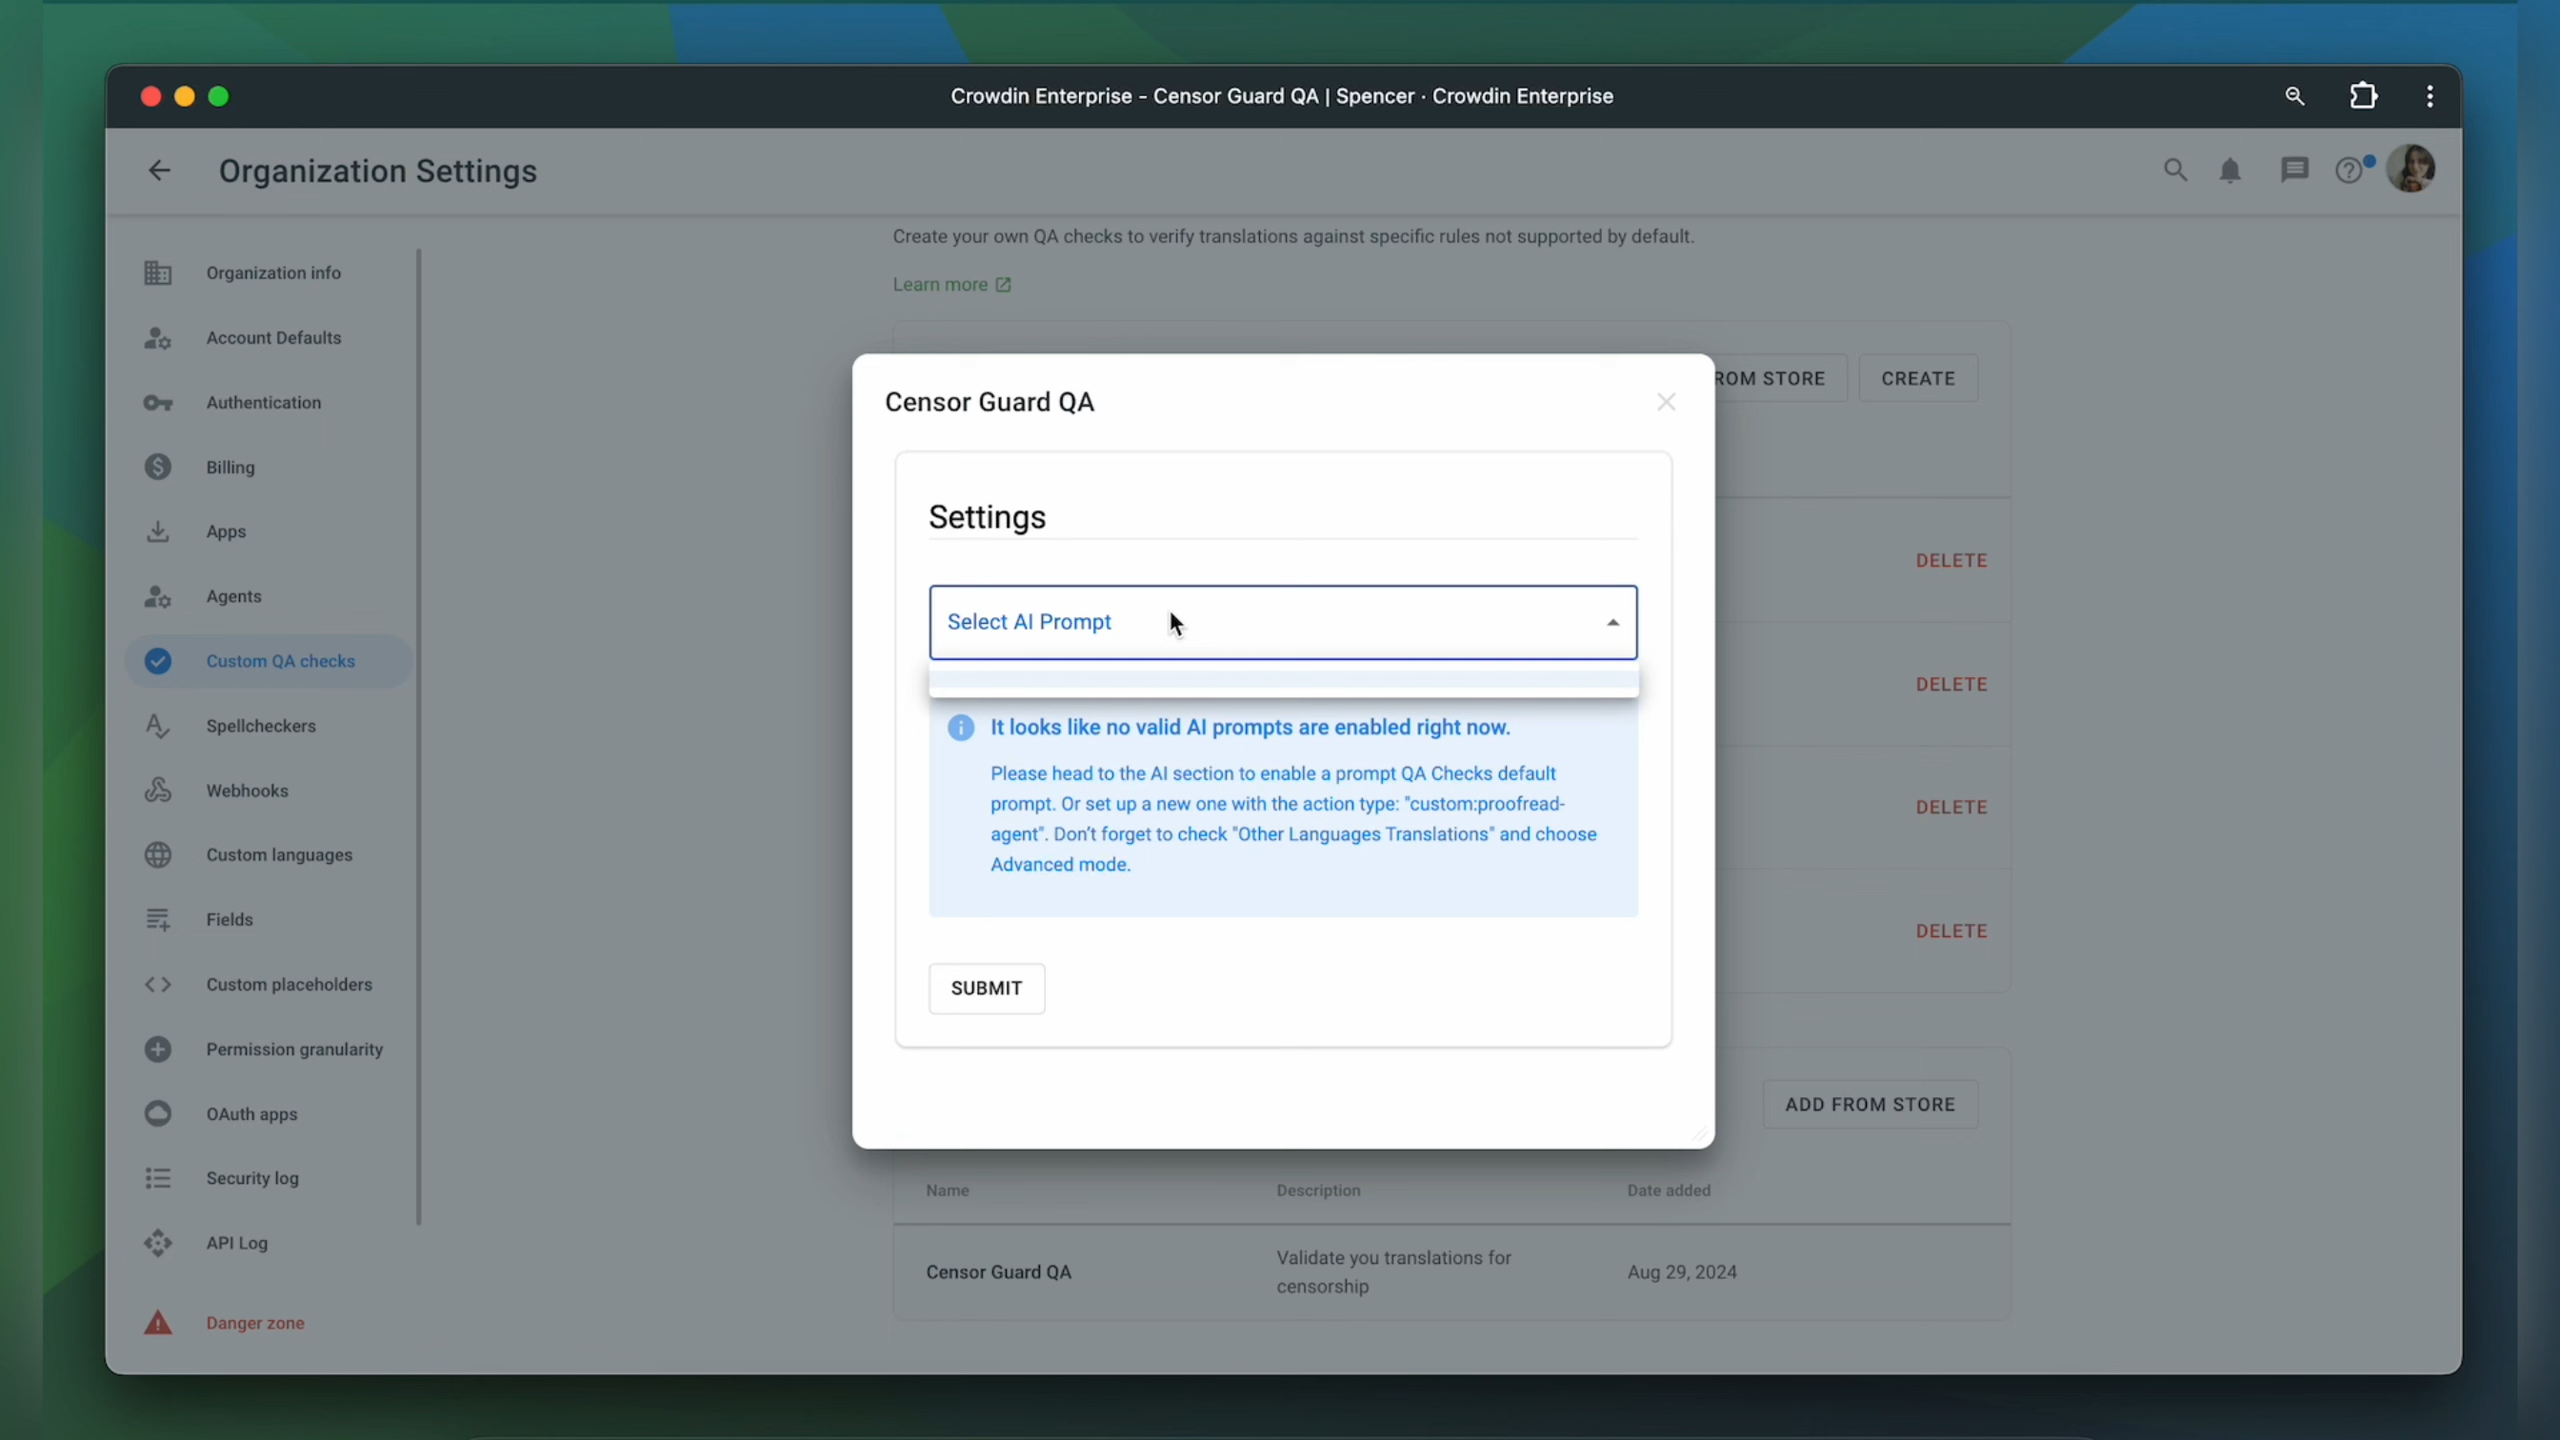 Crowdin Enterprise - Censor Guard QA | Spencer · Crowdin Enterprise
Organization Settings
Organization info
Account Defaults
Authentication
Billing
Apps
Agents
Custom QA checks
Spellcheckers
Webhooks
Custom languages
Fields
Custom placeholders
Permission granularity
OAuth apps
Security log
API Log
Danger zone
Create your own QA checks to verify translations against specific rules not supported by default.
Learn more
ROM STORE
CREATE
DELETE
DELETE
DELETE
DELETE
Censor Guard QA
Settings
Select AI Prompt
It looks like no valid AI prompts are enabled right now.
Please head to the AI section to enable a prompt QA Checks default
prompt. Or set up a new one with the action type: "custom:proofread-
agent". Don't forget to check "Other Languages Translations" and choose
Advanced mode.
SUBMIT
ADD FROM STORE
Name
Description
Date added
Censor Guard QA
Validate you translations for
censorship
Aug 29, 2024